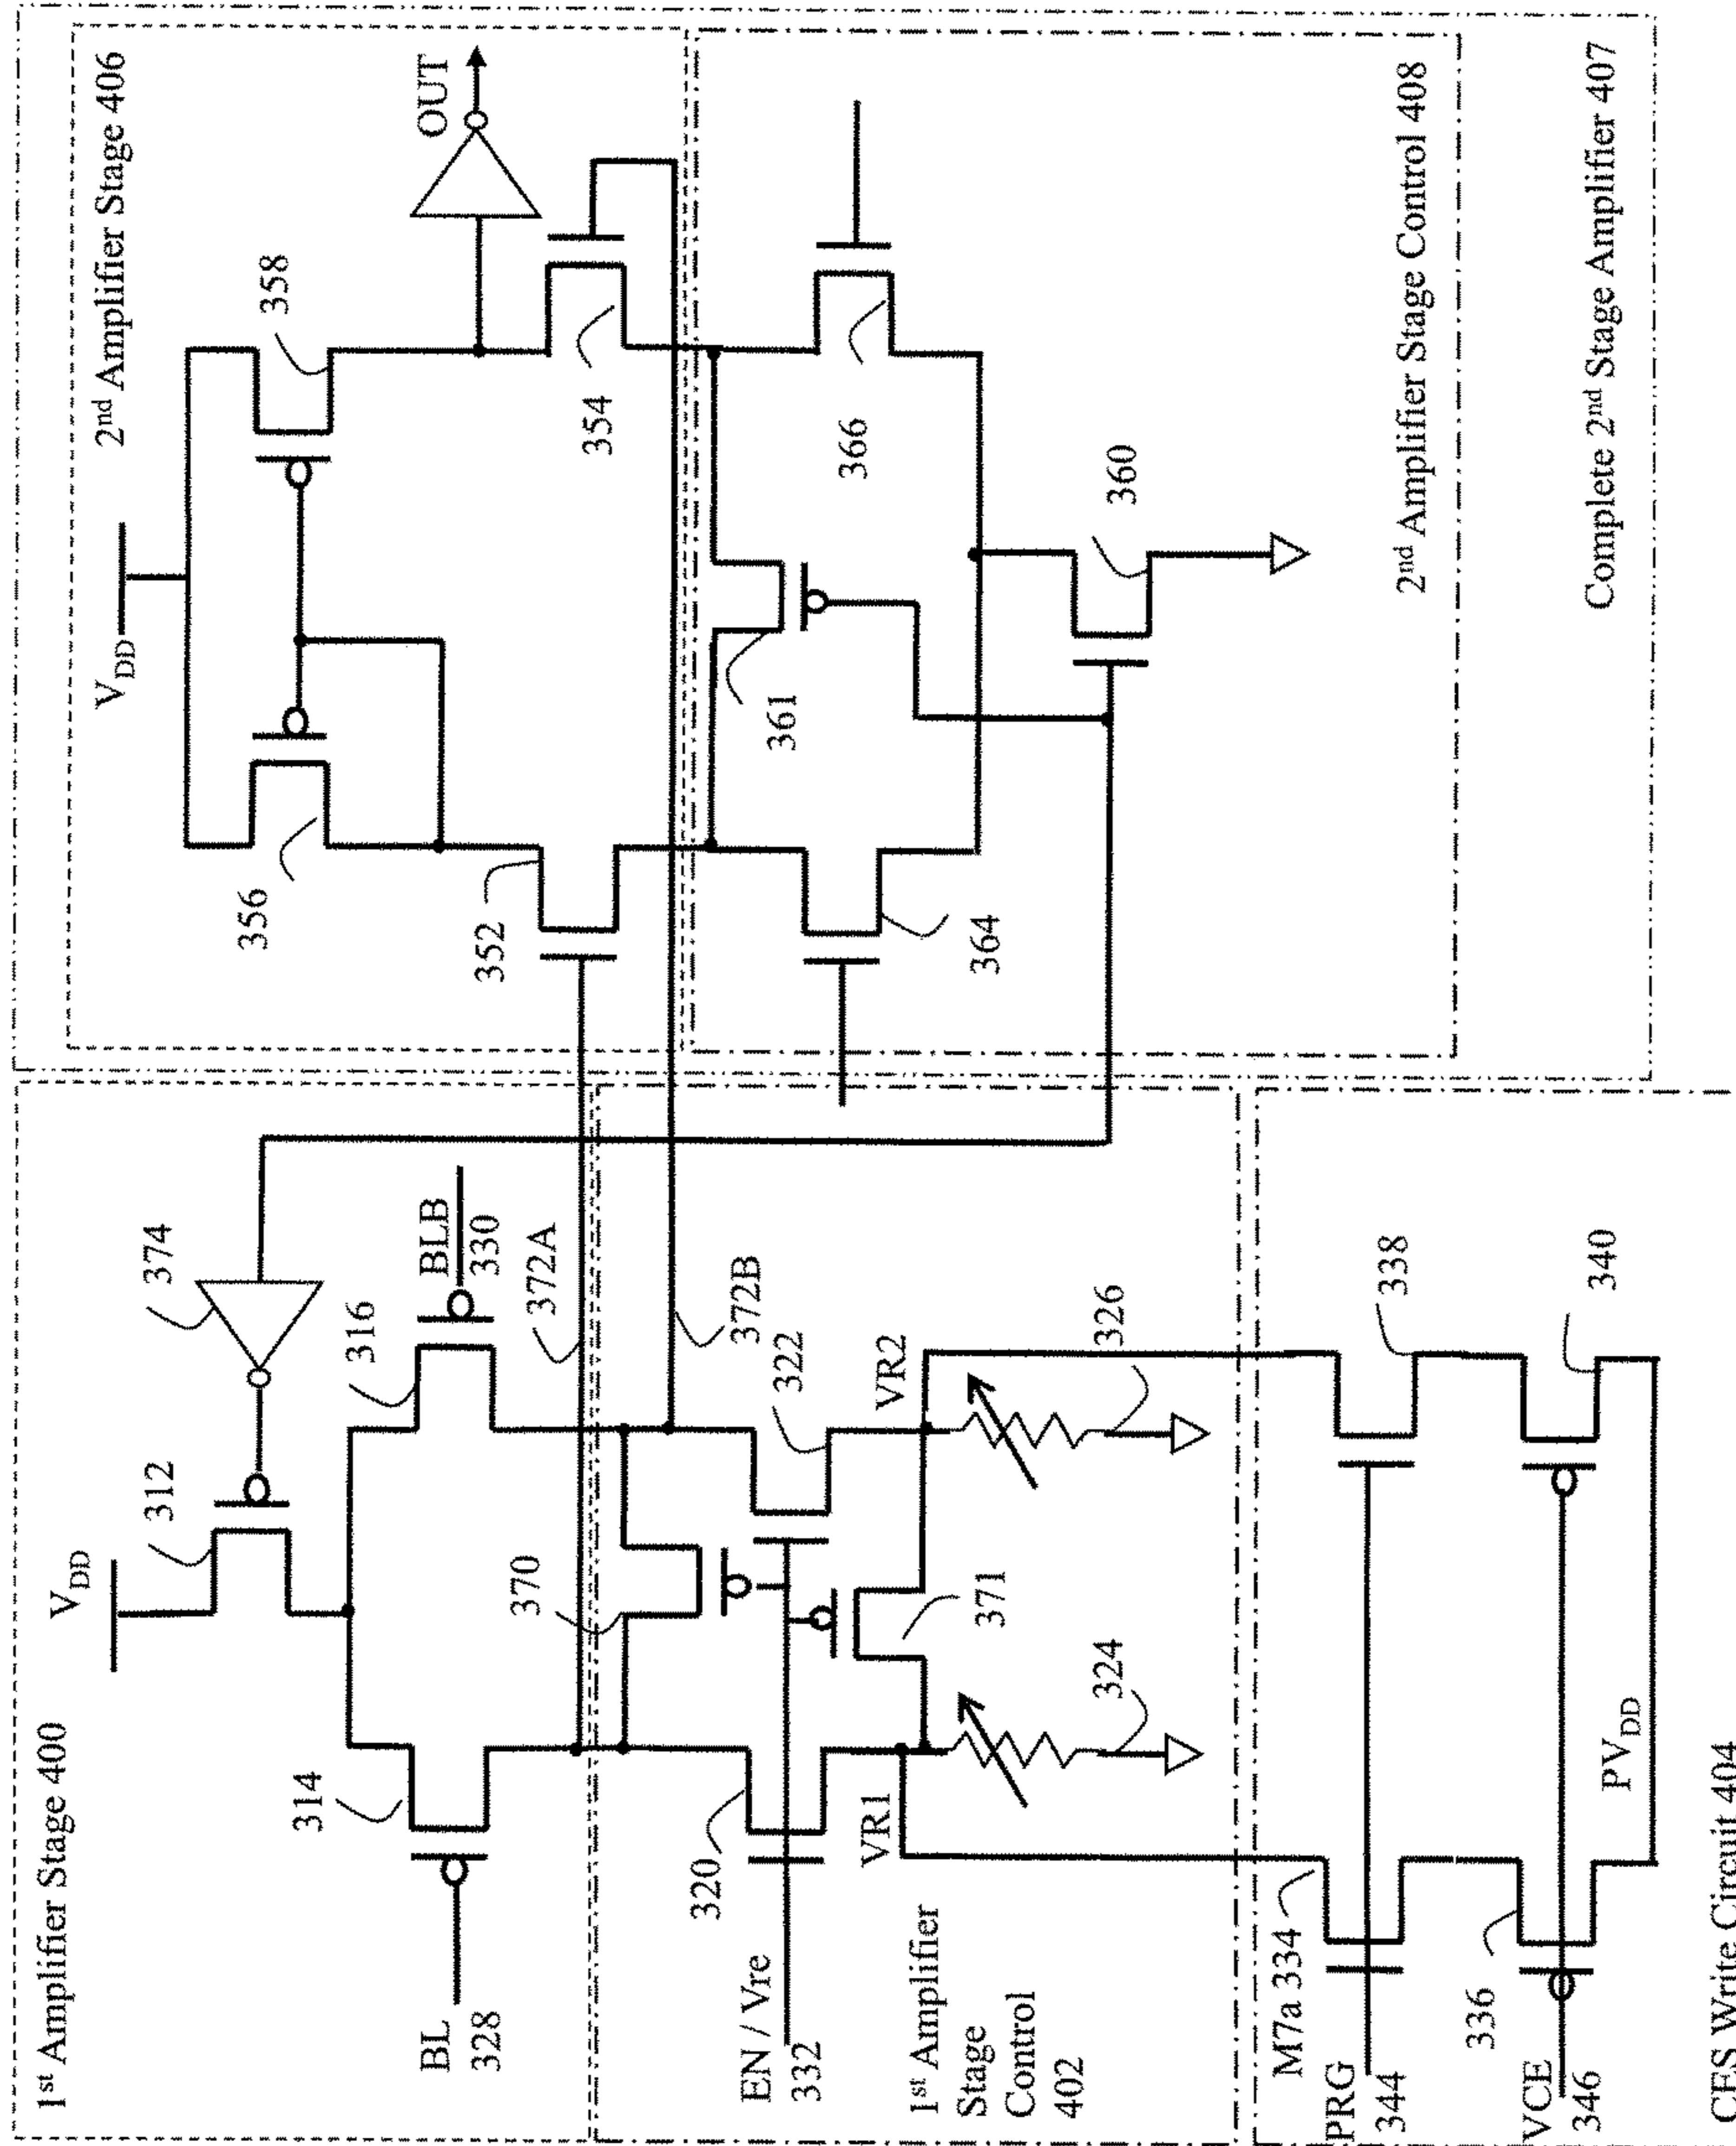 1st Amplifier Stage 400
VDD
312
374
314
316
BL
328
BLB
330
372A
372B
370
320
322
EN / Vre
332
VR1
VR2
371
324
326
1st Amplifier
Stage
Control
402
M7a 334
338
PRG
344
336
340
VCE
346
PVDD
CES Write Circuit 404
2nd Amplifier Stage 406
VDD
356
358
OUT
352
354
361
364
366
360
2nd Amplifier Stage Control 408
Complete 2nd Stage Amplifier 407